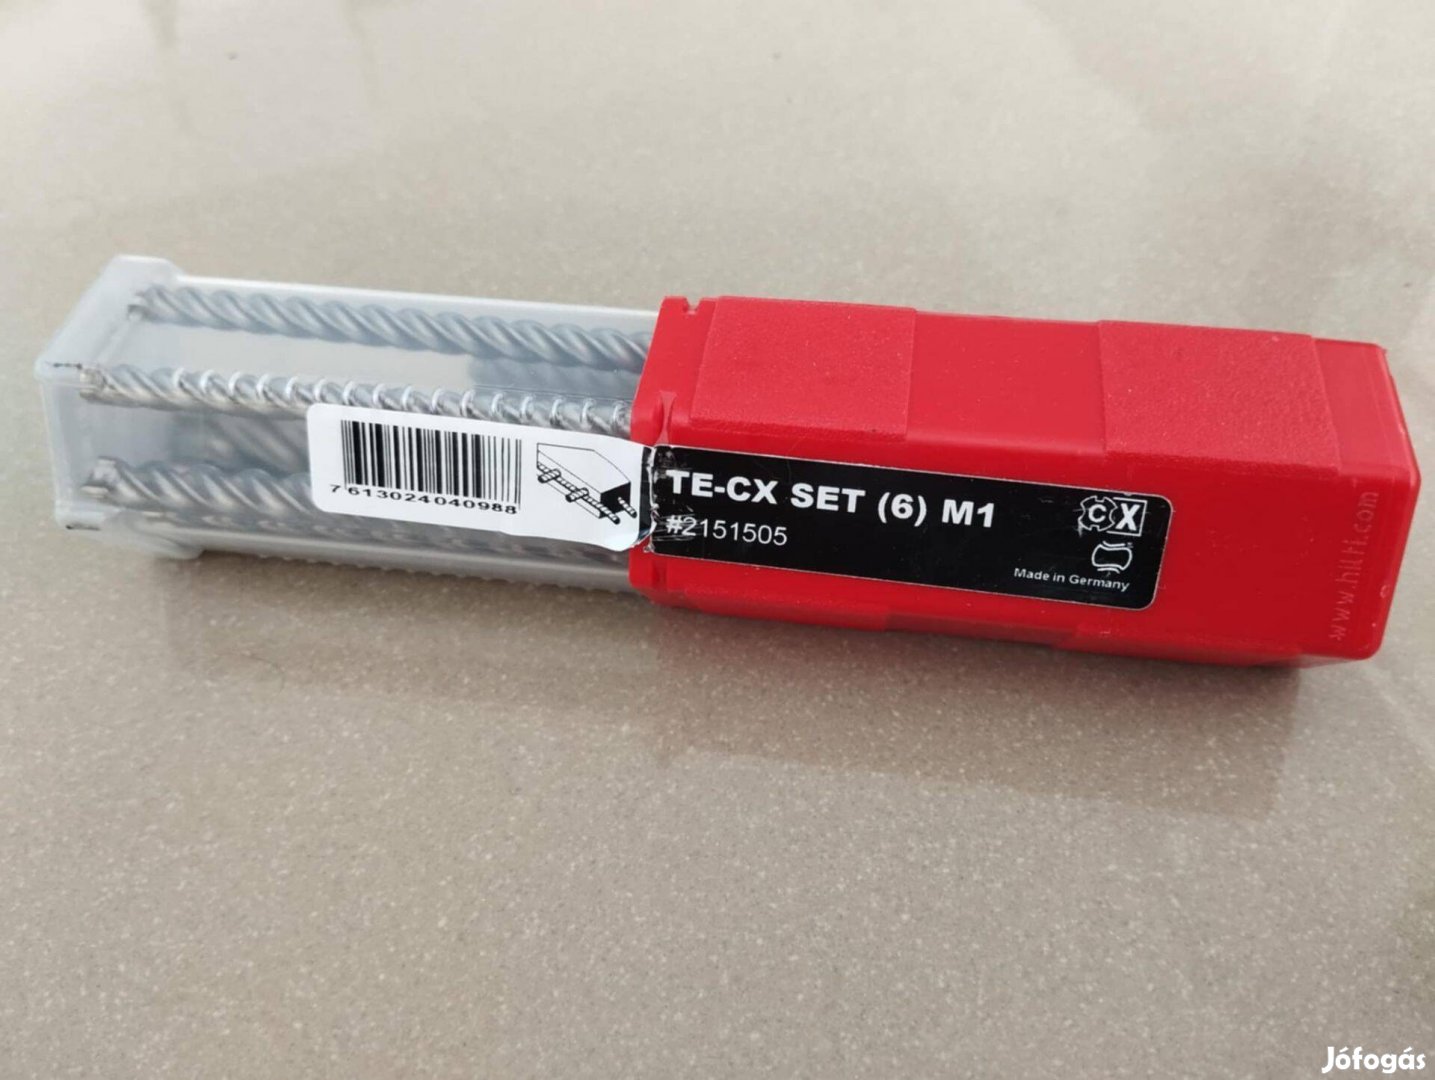 7613024040988
TE-CX SET (6) M1
#2151505
CX
Made in Germany
www.hilti.com
Jófogás